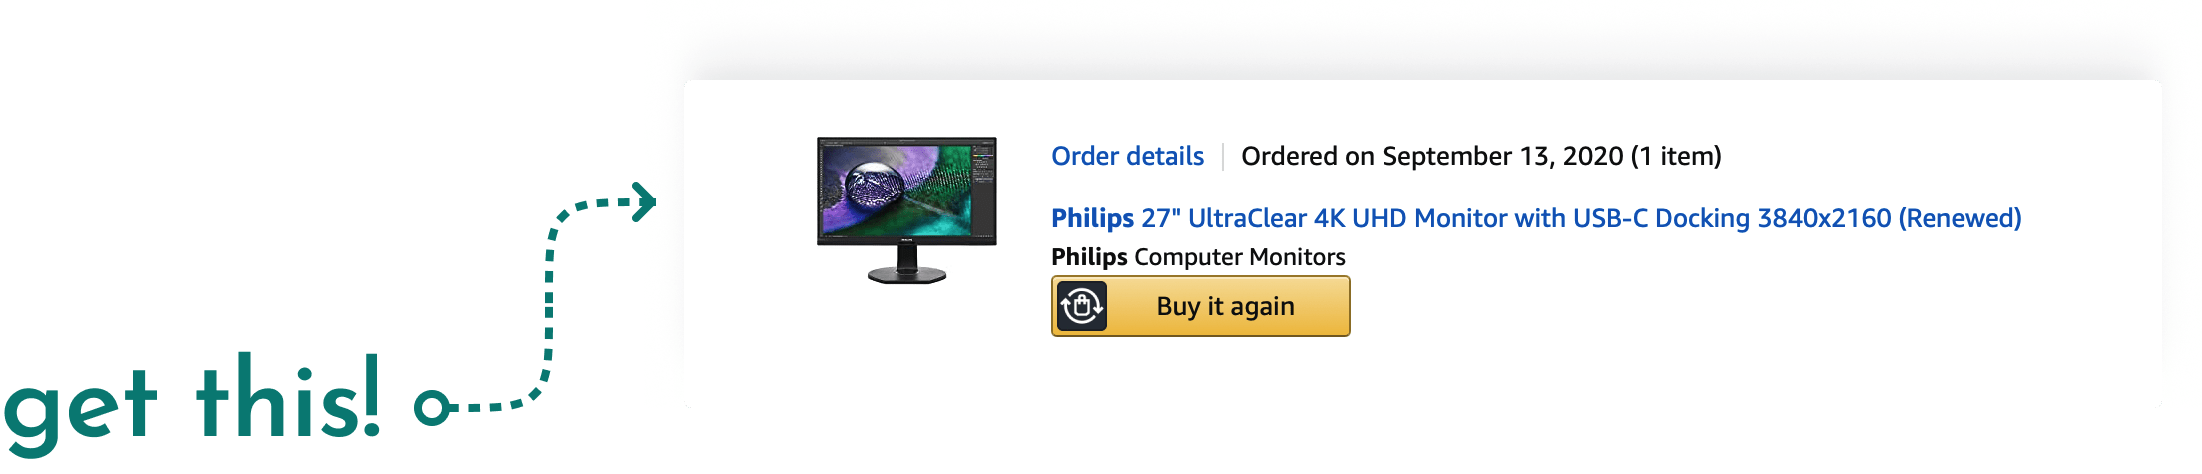 Order details | Ordered on September 13, 2020 (1 item)
Philips 27" UltraClear 4K UHD Monitor with USB-C Docking 3840x2160 (Renewed)
Philips Computer Monitors
Buy it again
get this!